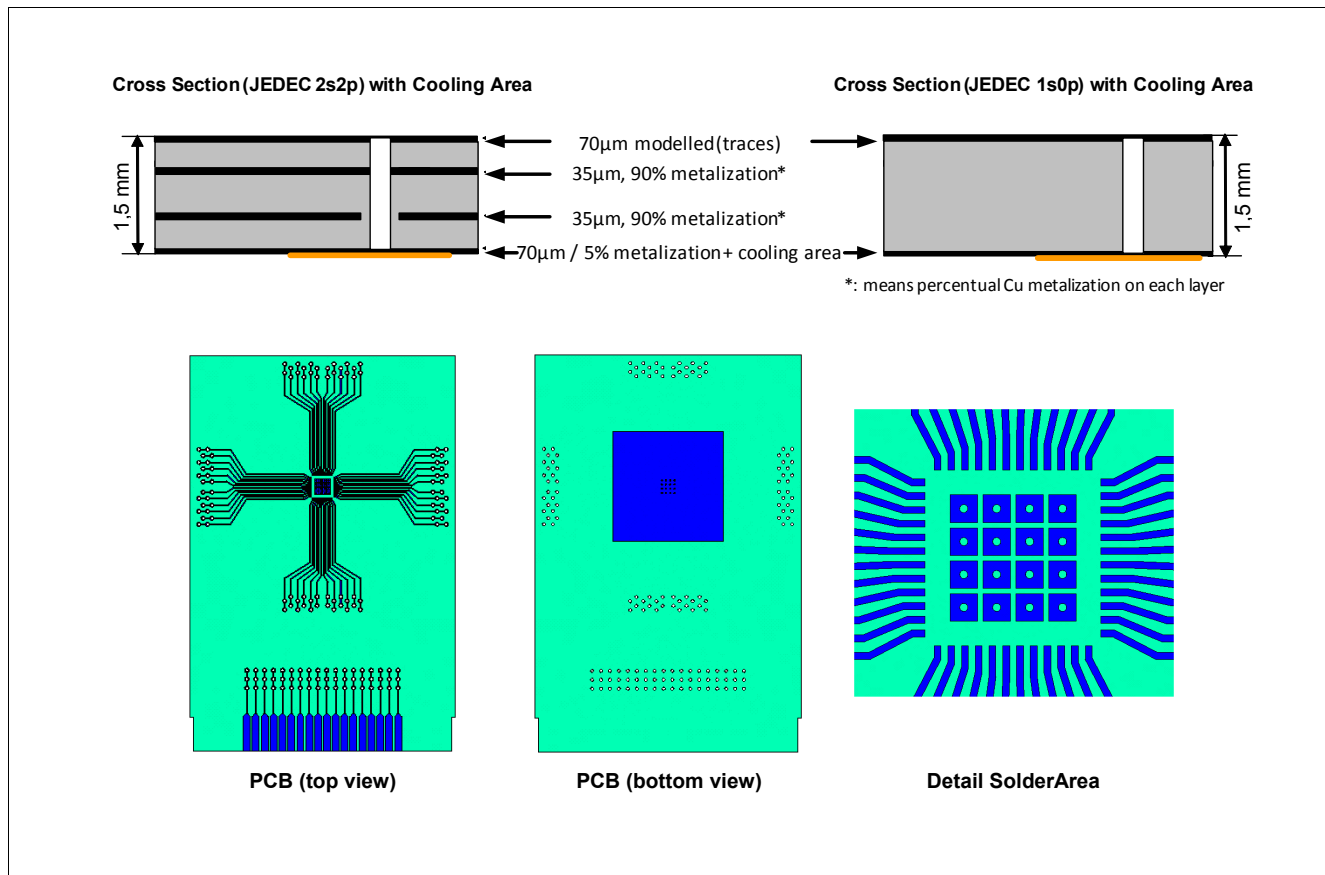 Cross Section (JEDEC 2s2p) with Cooling Area
Cross Section (JEDEC 1s0p) with Cooling Area
70µm modelled (traces)
35µm, 90% metalization*
35µm, 90% metalization*
70µm / 5% metalization + cooling area
1,5 mm
1,5 mm
*: means percentual Cu metalization on each layer
PCB (top view)
PCB (bottom view)
Detail SolderArea